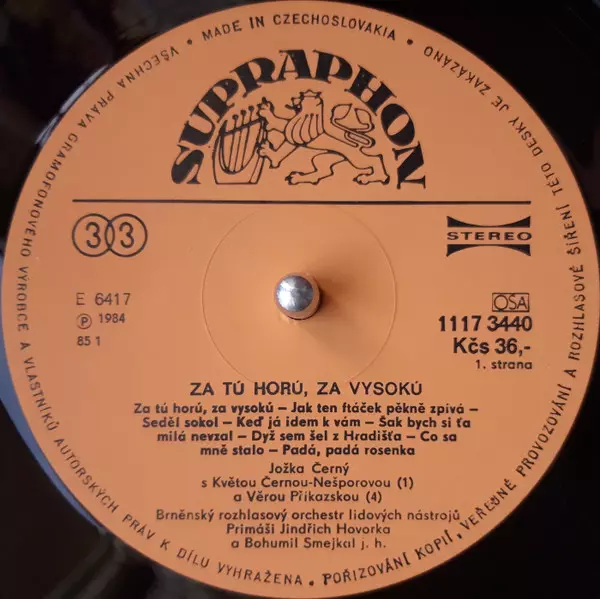 VŠECHNA PRÁVA GRAMOFONOVÉHO VÝROBCE A VLASTNÍKŮ AUTORSKÝCH PRÁV K DÍLU VYHRAŽENA • POŘIZOVÁNÍ KOPIÍ, VEŘEJNÉ PROVOZOVÁNÍ A ROZHLASOVÉ ŠÍŘENÍ TÉTO DESKY JE ZAKÁZÁNO • MADE IN CZECHOSLOVAKIA •
SUPRAPHON
33
STEREO
E 6417
Ⓟ 1984
85 1
OSA
1117 3440
Kčs 36,-
1. strana
ZA TÚ HORÚ, ZA VYSOKÚ
Za tú horú, za vysokú – Jak ten ftáček pěkně zpívá –
Seděl sokol – Keď já idem k vám – Šak bych si ťa
milá nevzal – Dyž sem šel z Hradišťa – Co sa
mně stalo – Padá, padá rosenka
Jožka Černý
s Květou Černou-Nešporovou (1)
a Věrou Přikazskou (4)
Brněnský rozhlasový orchestr lidových nástrojů
Primáši Jindřich Hovorka
a Bohumil Smejkal j. h.